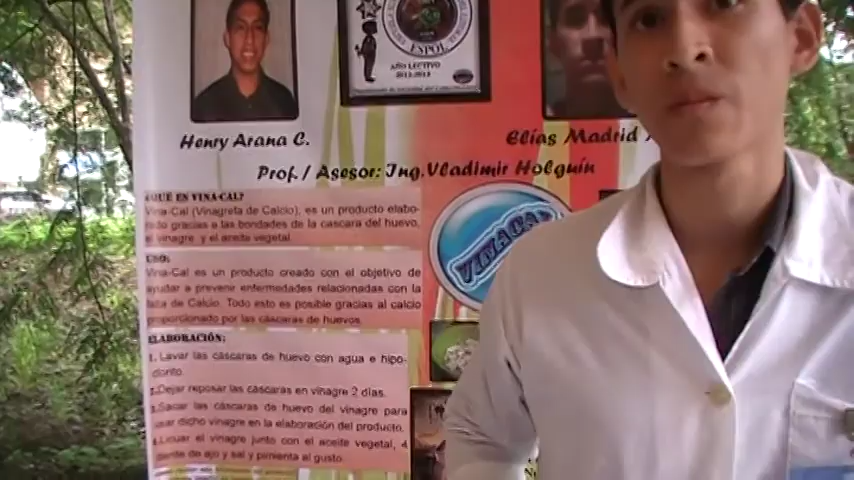 ESPOL
AÑO LECTIVO
2012-2013
Henry Arana C.
Elías Madrid
Prof./ Asesor: Ing. Vladimir Holguín
¿QUE ES VINA-CAL?
Vina-Cal (Vinagreta de Calcio), es un producto elabo-
rado gracias a las bondades de la cascara del huevo,
el vinagre y el aceite vegetal.
USO:
Vina-Cal es un producto creado con el objetivo de
ayudar a prevenir enfermedades relacionadas con la
falta de Calcio. Todo esto es posible gracias al calcio
proporcionado por las cáscaras de huevos.
VINACAL
ELABORACIÓN:
1. Lavar las cáscaras de huevo con agua e hipo-
clorito.
2. Dejar reposar las cáscaras en vinagre 2 días.
3. Sacar las cáscaras de huevo del vinagre para
usar dicho vinagre en la elaboración del producto.
4. Licuar el vinagre junto con el aceite vegetal,
diente de ajo y sal y pimienta al gusto.